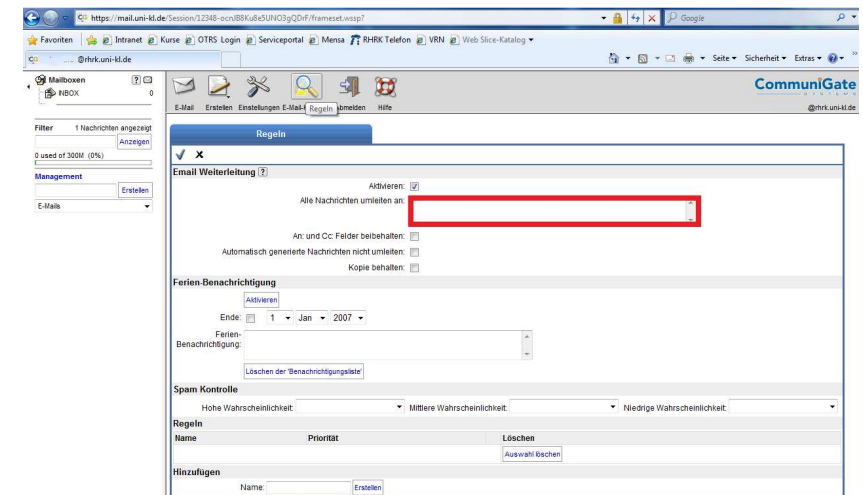 https://mail.uni-kl.de/Session/12348-ocnJB8Ku8e5UNO3gQDrF/frameset.wssp?
Google
Favoriten Intranet Kurse OTRS Login Serviceportal Mensa RHRK Telefon VRN Web Slice-Katalog
@rhrk.uni-kl.de
Seite Sicherheit Extras
Mailboxen
INBOX 0
Filter 1 Nachrichten angezeigt
Anzeigen
0 used of 300M (0%)
Management
Erstellen
E-Mails
E-Mail Erstellen Einstellungen Regeln Hilfe
CommuniGate
SYSTEMS
@rhrk.uni-kl.de
Regeln
Email Weiterleitung ?
Aktivieren:
Alle Nachrichten umleiten an:
An: und Cc: Felder beibehalten:
Automatisch generierte Nachrichten nicht umleiten:
Kopie behalten:
Ferien-Benachrichtigung
Aktivieren
Ende: 1 Jan 2007
Ferien-
Benachrichtigung:
Löschen der 'Benachrichtigungsliste'
Spam Kontrolle
Hohe Wahrscheinlichkeit: Mittlere Wahrscheinlichkeit: Niedrige Wahrscheinlichkeit:
Regeln
Name Priorität Löschen
Auswahl löschen
Hinzufügen
Name: Erstellen